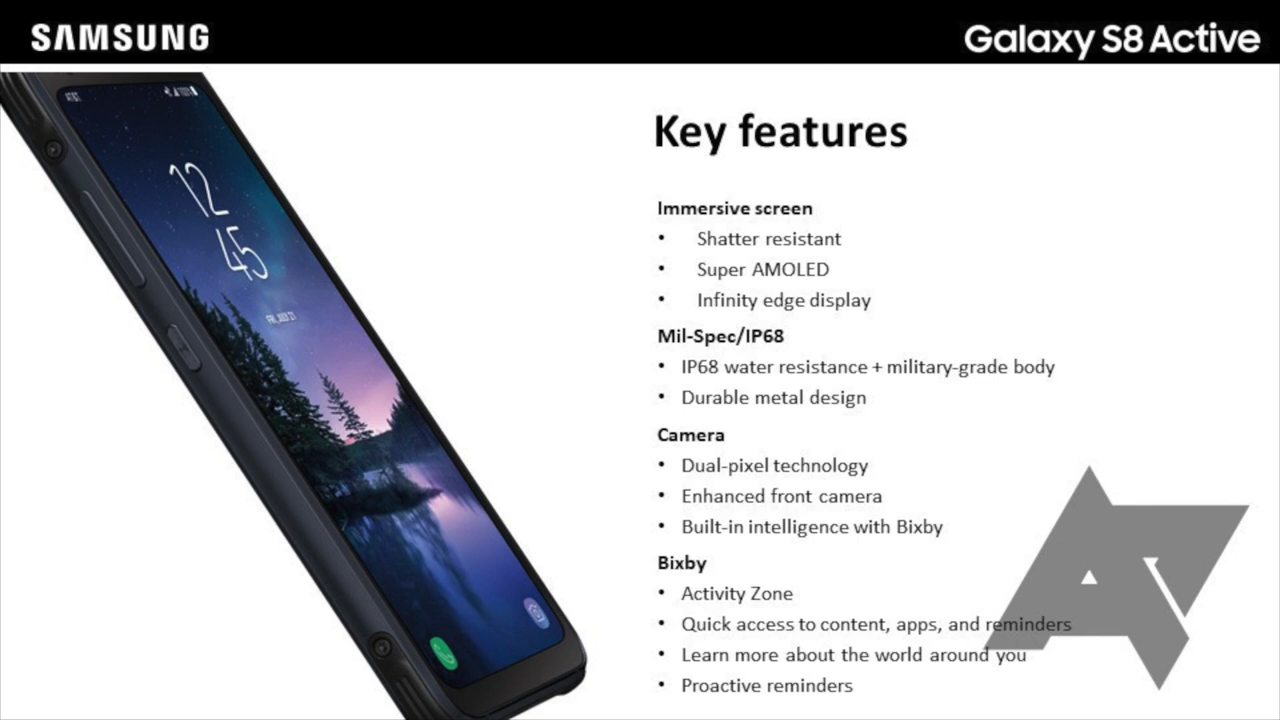 SAMSUNG
Galaxy S8 Active
AT&T
100%
12
45
Key features
Immersive screen
• Shatter resistant
• Super AMOLED
• Infinity edge display
Mil-Spec/IP68
• IP68 water resistance + military-grade body
• Durable metal design
Camera
• Dual-pixel technology
• Enhanced front camera
• Built-in intelligence with Bixby
Bixby
• Activity Zone
• Quick access to content, apps, and reminders
• Learn more about the world around you
• Proactive reminders